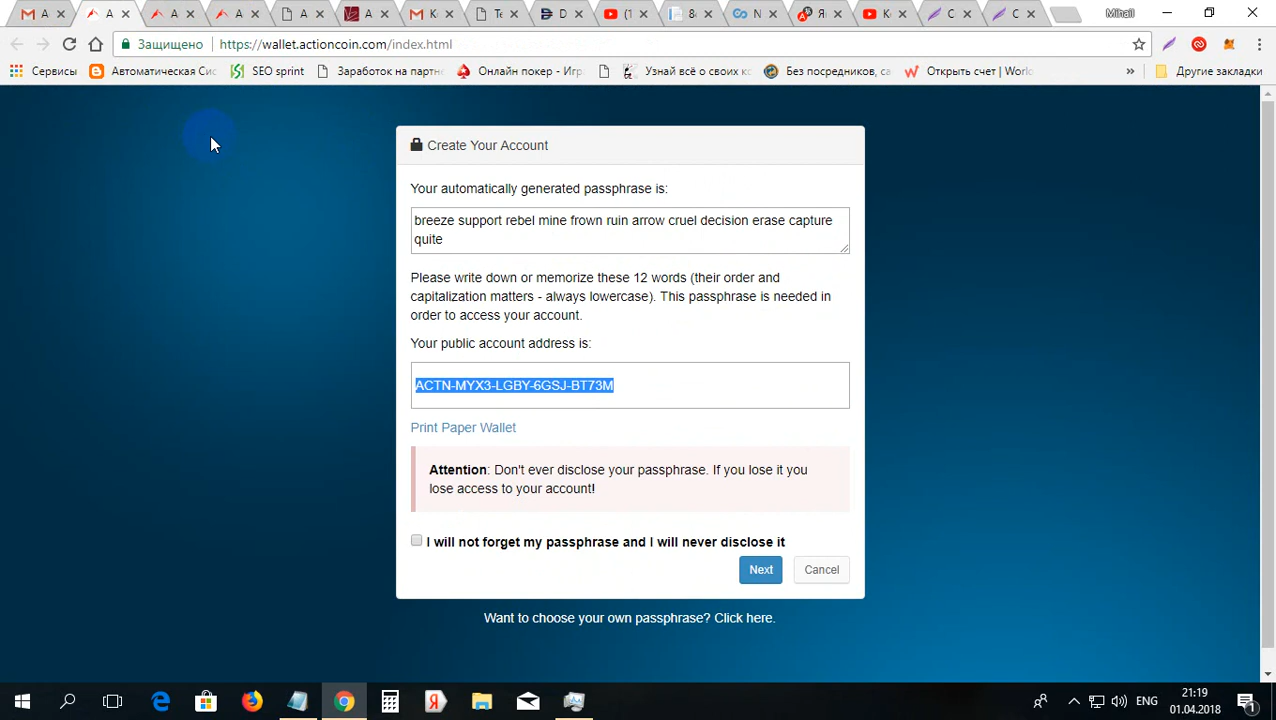 A
A
A
A
A
A
К
Te
D
(1
8
N
Я
К
C
C
Mihail
Защищено
https://wallet.actioncoin.com/index.html
Сервисы
Автоматическая Си
SEO sprint
Заработок на партн
Онлайн покер - Игр
Узнай всё о своих к
Без посредников, са
Открыть счет | Worl
»
Другие закладки
Create Your Account
Your automatically generated passphrase is:
breeze support rebel mine frown ruin arrow cruel decision erase capture
quite
Please write down or memorize these 12 words (their order and
capitalization matters - always lowercase). This passphrase is needed in
order to access your account.
Your public account address is:
ACTN-MYX3-LGBY-6GSJ-BT73M
Print Paper Wallet
Attention: Don't ever disclose your passphrase. If you lose it you
lose access to your account!
I will not forget my passphrase and I will never disclose it
Next
Cancel
Want to choose your own passphrase? Click here.
ENG
21:19
01.04.2018
1